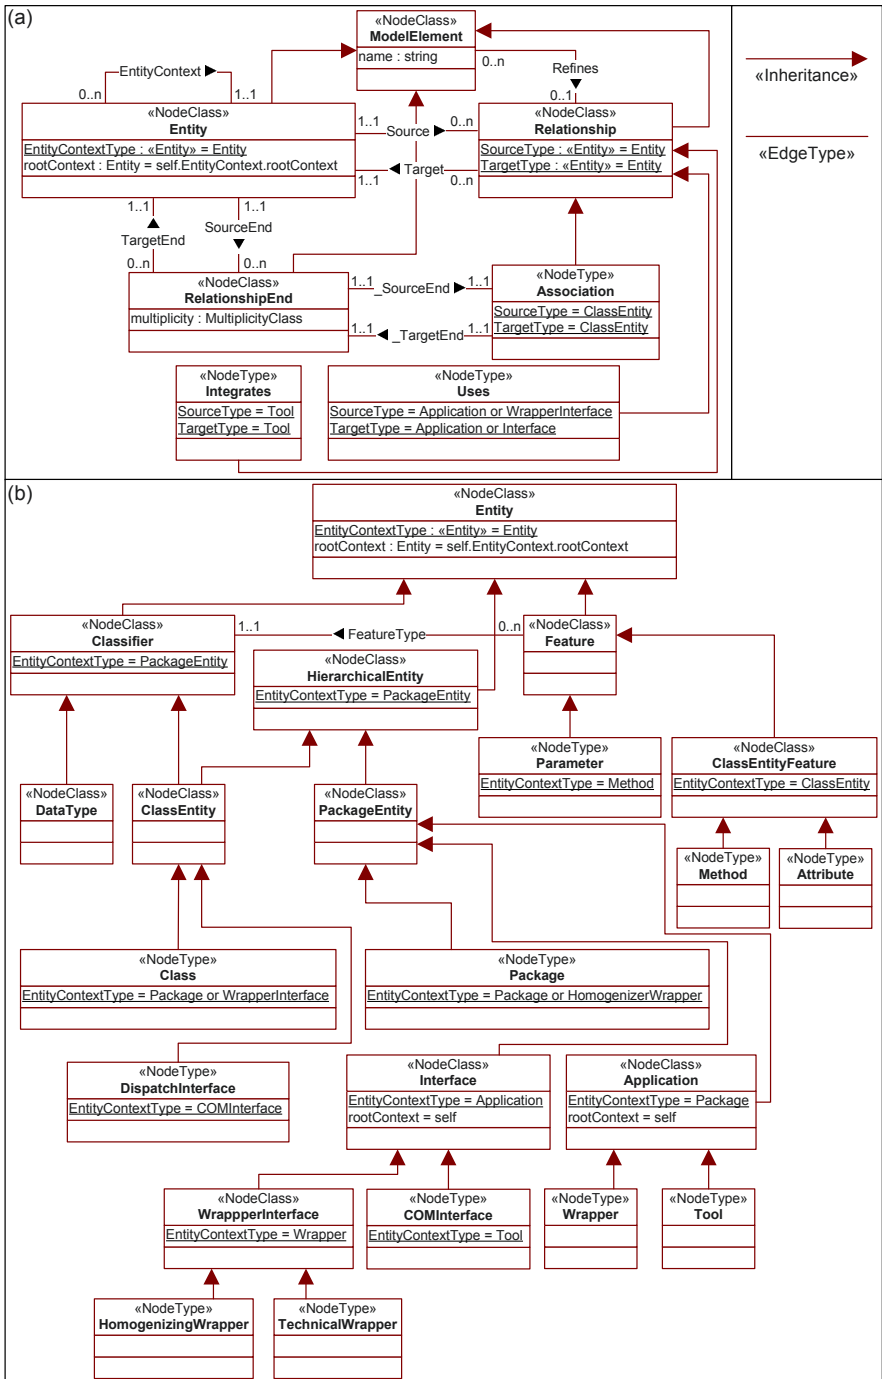 (a)
«NodeClass»
ModelElement
name : string
«Inheritance»
«EdgeType»
EntityContext
0..n
1..1
0..n
Refines
0..1
«NodeClass»
Entity
EntityContextType : «Entity» = Entity
rootContext : Entity = self.EntityContext.rootContext
1..1
Source
0..n
1..1
Target
0..n
«NodeClass»
Relationship
SourceType : «Entity» = Entity
TargetType : «Entity» = Entity
1..1
TargetEnd
0..n
1..1
SourceEnd
0..n
«NodeClass»
RelationshipEnd
multiplicity : MultiplicityClass
1..1
_SourceEnd
1..1
1..1
_TargetEnd
1..1
«NodeType»
Association
SourceType = ClassEntity
TargetType = ClassEntity
«NodeType»
Integrates
SourceType = Tool
TargetType = Tool
«NodeType»
Uses
SourceType = Application or WrapperInterface
TargetType = Application or Interface
(b)
«NodeClass»
Entity
EntityContextType : «Entity» = Entity
rootContext : Entity = self.EntityContext.rootContext
«NodeClass»
Classifier
EntityContextType = PackageEntity
1..1
FeatureType
0..n
«NodeClass»
Feature
«NodeClass»
HierarchicalEntity
EntityContextType = PackageEntity
«NodeType»
Parameter
EntityContextType = Method
«NodeClass»
ClassEntityFeature
EntityContextType = ClassEntity
«NodeClass»
DataType
«NodeClass»
ClassEntity
«NodeClass»
PackageEntity
«NodeType»
Method
«NodeType»
Attribute
«NodeType»
Class
EntityContextType = Package or WrapperInterface
«NodeType»
Package
EntityContextType = Package or HomogenizerWrapper
«NodeType»
DispatchInterface
EntityContextType = COMInterface
«NodeClass»
Interface
EntityContextType = Application
rootContext = self
«NodeClass»
Application
EntityContextType = Package
rootContext = self
«NodeClass»
WrappperInterface
EntityContextType = Wrapper
«NodeType»
COMInterface
EntityContextType = Tool
«NodeType»
Wrapper
«NodeType»
Tool
«NodeType»
HomogenizingWrapper
«NodeType»
TechnicalWrapper